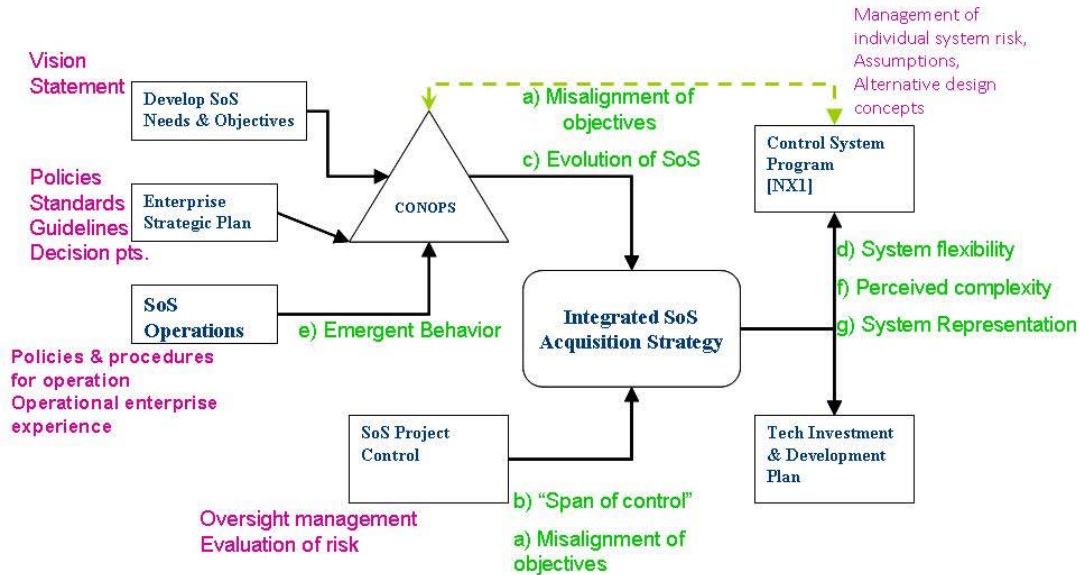 Management of
individual system risk,
Assumptions,
Alternative design
concepts
Vision
Statement
Develop SoS
Needs & Objectives
a) Misalignment of
objectives
c) Evolution of SoS
Control System
Program
[NX1]
Policies
Standards
Guidelines
Decision pts.
Enterprise
Strategic Plan
CONOPS
SoS
Operations
e) Emergent Behavior
d) System flexibility
f) Perceived complexity
g) System Representation
Integrated SoS
Acquisition Strategy
Policies & procedures
for operation
Operational enterprise
experience
SoS Project
Control
Tech Investment
& Development
Plan
Oversight management
Evaluation of risk
b) “Span of control”
a) Misalignment of
objectives